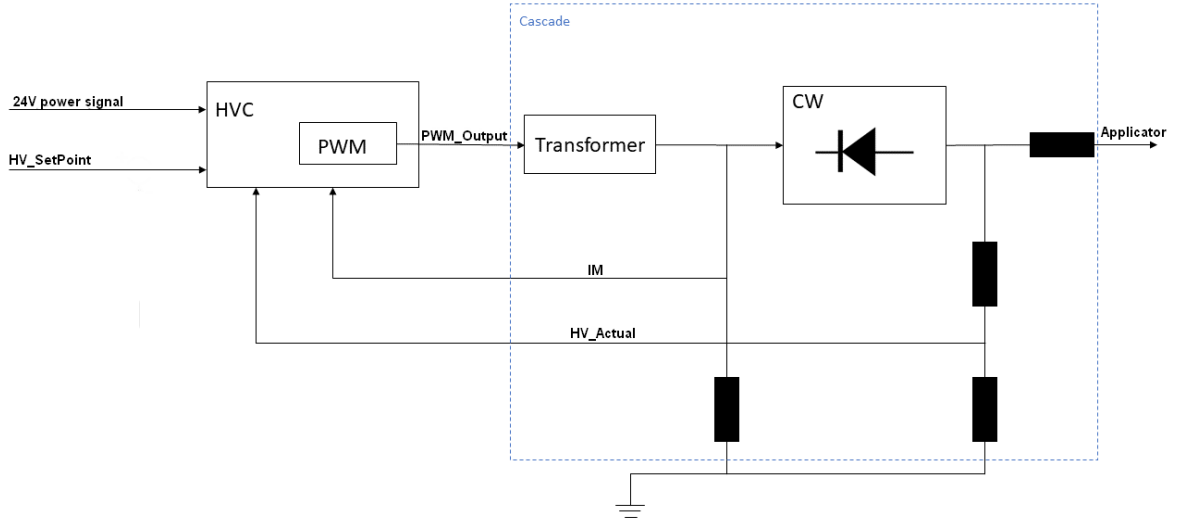 Cascade
24V power signal
HVC
CW
PWM
PWM_Output
Transformer
Applicator
HV_SetPoint
IM
HV_Actual